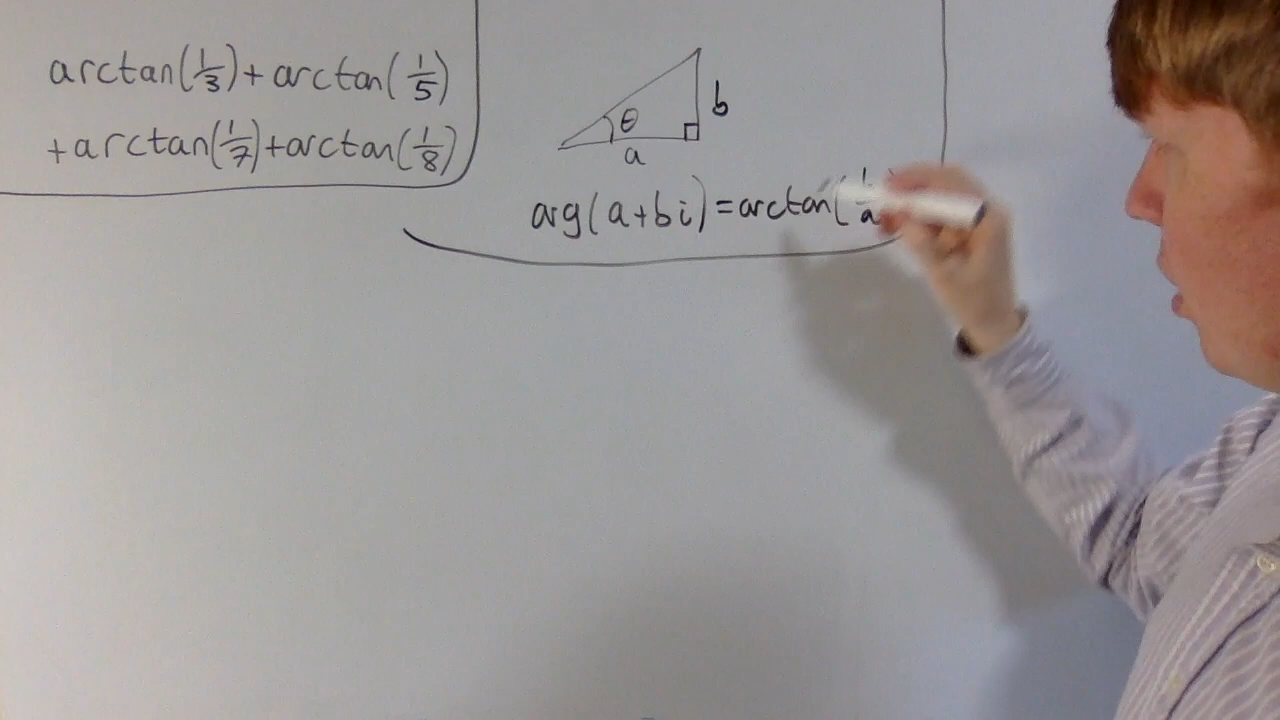 arctan(1/3)+arctan(1/5)
+arctan(1/7)+arctan(1/8)
θ
b
a
arg(a+bi)=arctan(b/a